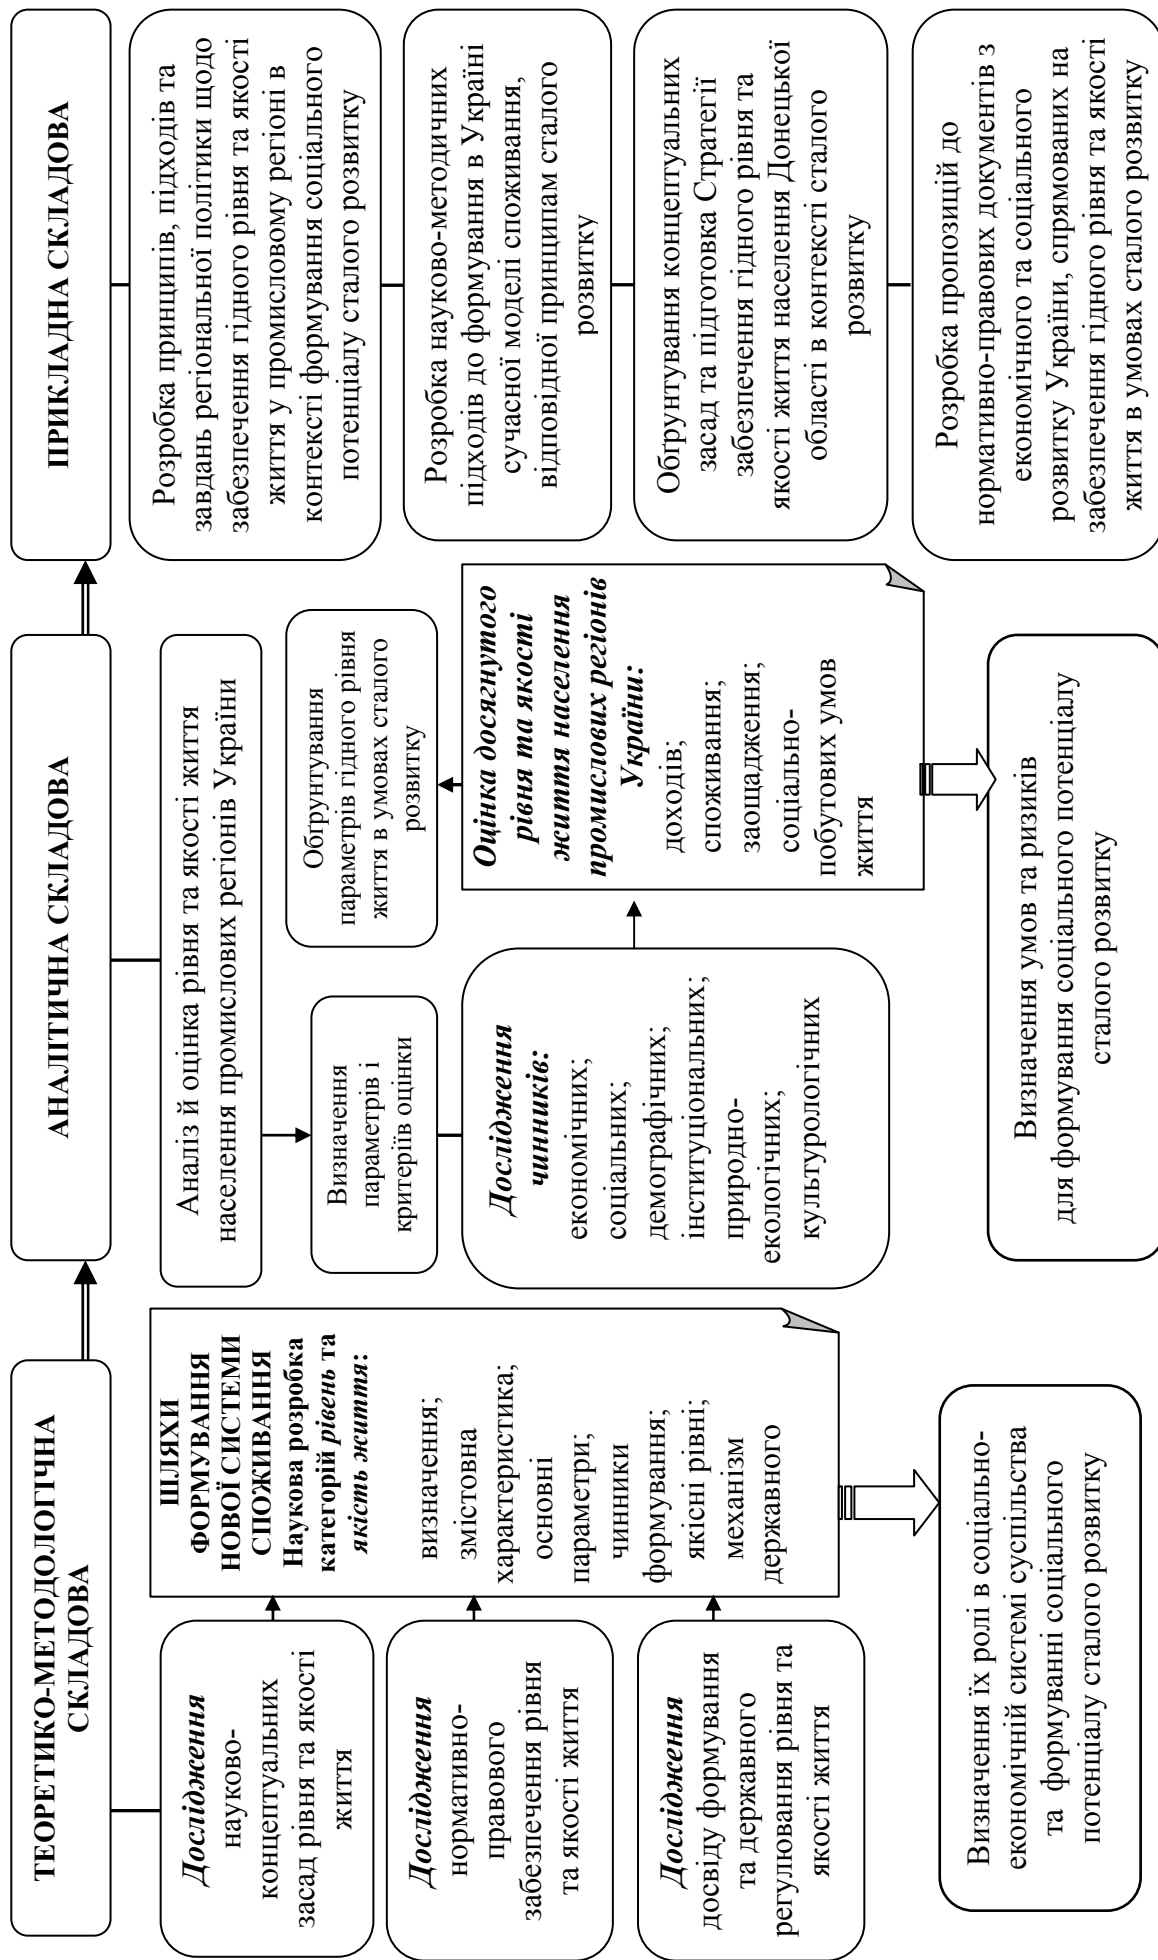 ТЕОРЕТИКО-МЕТОДОЛОГІЧНА
СКЛАДОВА
Дослідження
науково-
концептуальних
засад рівня та якості
життя
Дослідження
нормативно-
правового
забезпечення рівня
та якості життя
Дослідження
досвіду формування
та державного
регулювання рівня та
якості життя
ШЛЯХИ
ФОРМУВАННЯ
НОВОЇ СИСТЕМИ
СПОЖИВАННЯ
Наукова розробка
категорій рівень та
якість життя:
визначення;
змістовна
характеристика;
основні
параметри;
чинники
формування;
якісні рівні;
механізм
державного
Визначення їх ролі в соціально-
економічній системі суспільства
та формуванні соціального
потенціалу сталого розвитку
АНАЛІТИЧНА СКЛАДОВА
Аналіз й оцінка рівня та якості життя
населення промислових регіонів України
Визначення
параметрів і
критеріїв оцінки
Обґрунтування
параметрів гідного рівня
життя в умовах сталого
розвитку
Дослідження
чинників:
економічних;
соціальних;
демографічних;
інституціональних;
природно-
екологічних;
культурологічних
Оцінка досягнутого
рівня та якості
життя населення
промислових регіонів
України:
доходів;
споживання;
заощадження;
соціально-
побутових умов
життя
Визначення умов та ризиків
для формування соціального потенціалу
сталого розвитку
ПРИКЛАДНА СКЛАДОВА
Розробка принципів, підходів та
завдань регіональної політики щодо
забезпечення гідного рівня та якості
життя у промисловому регіоні в
контексті формування соціального
потенціалу сталого розвитку
Розробка науково-методичних
підходів до формування в Україні
сучасної моделі споживання,
відповідної принципам сталого
розвитку
Обґрунтування концептуальних
засад та підготовка Стратегії
забезпечення гідного рівня та
якості життя населення Донецької
області в контексті сталого
розвитку
Розробка пропозицій до
нормативно-правових документів з
економічного та соціального
розвитку України, спрямованих на
забезпечення гідного рівня та якості
життя в умовах сталого розвитку